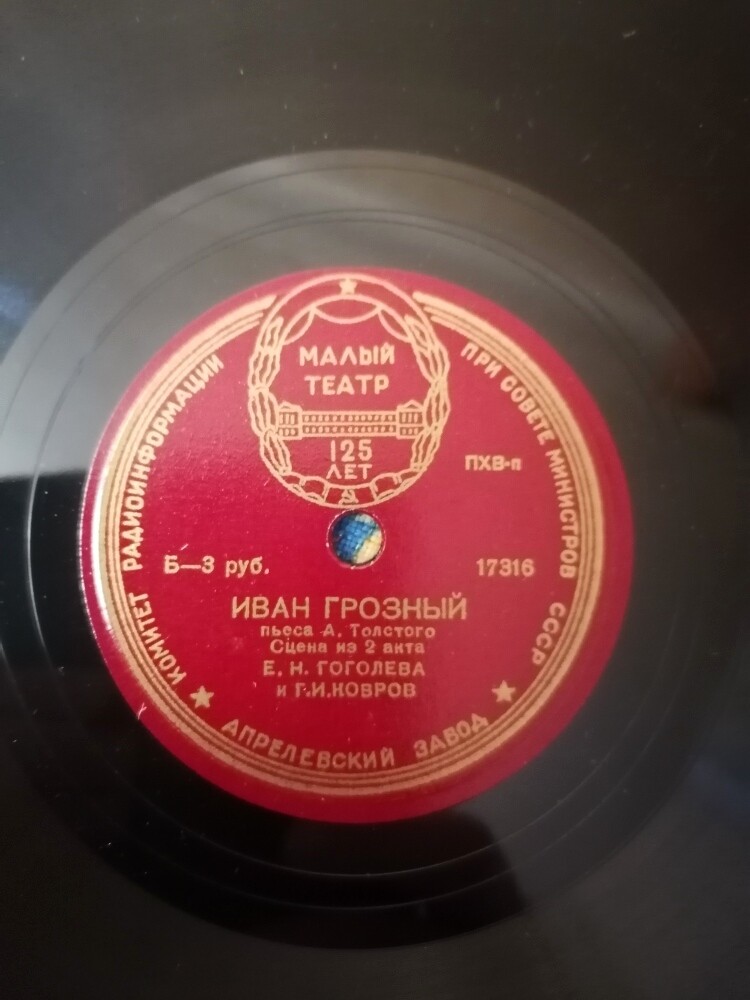 МАЛЫЙ
ТЕАТР
125
ЛЕТ
КОМИТЕТ РАДИОИНФОРМАЦИИ
ПРИ СОВЕТЕ МИНИСТРОВ СССР
ПХВ-п
Б—3 руб.
17316
ИВАН ГРОЗНЫЙ
пьеса А. Толстого
Сцена из 2 акта
Е. Н. ГОГОЛЕВА
и Г.И.КОВРОВ
АПРЕЛЕВСКИЙ ЗАВОД